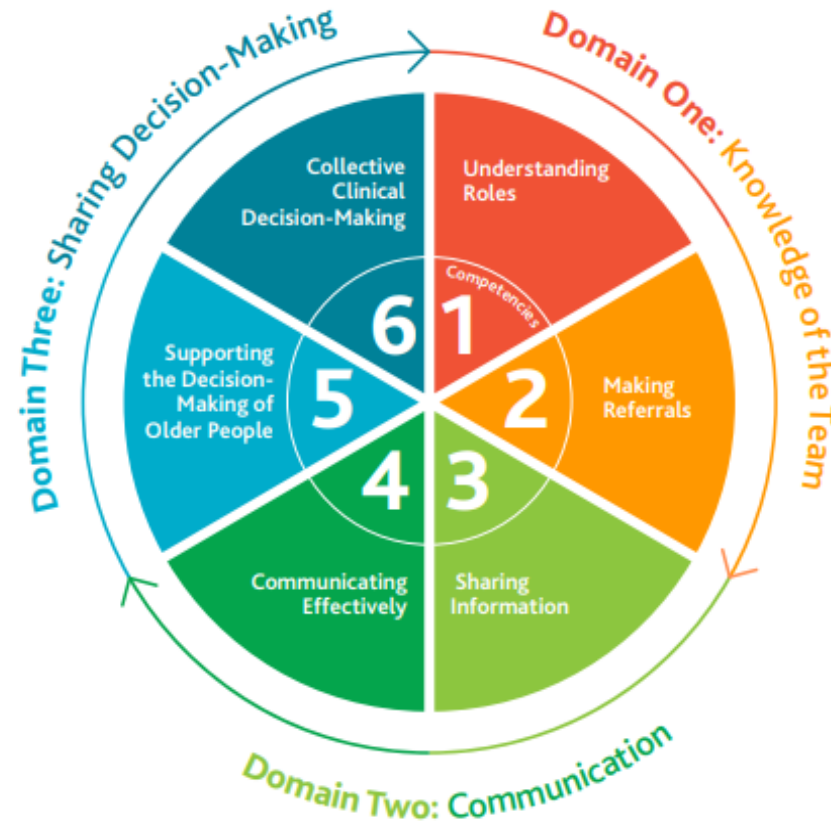 Domain One: Knowledge of the Team
Understanding
Roles
Competencies
1
2
Making
Referrals
3
Sharing
Information
Domain Two: Communication
4
Communicating
Effectively
Domain Three: Sharing Decision-Making
5
Supporting
the Decision-
Making of
Older People
6
Collective
Clinical
Decision-Making